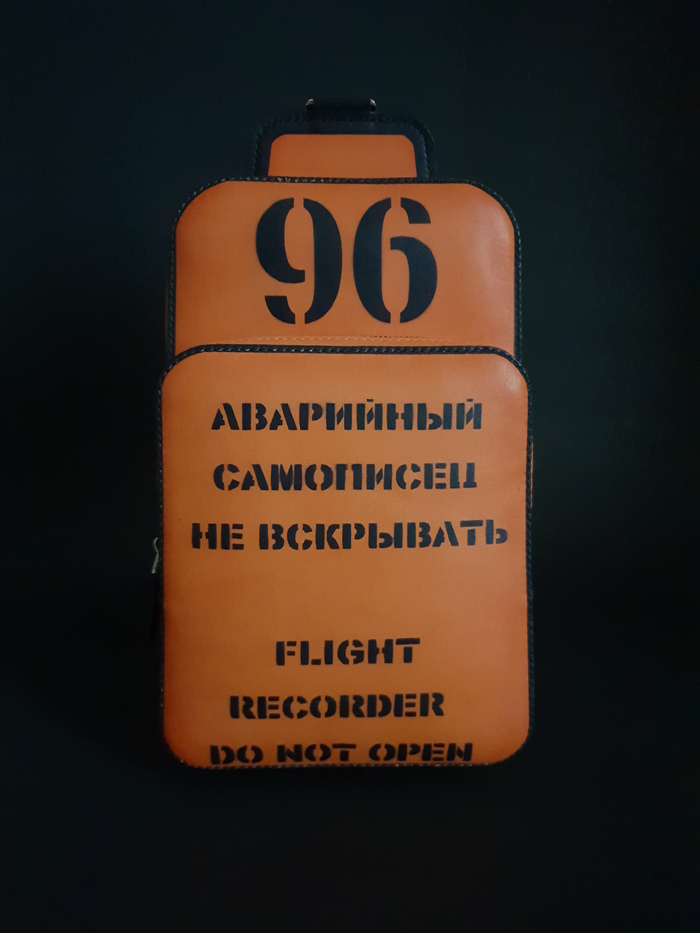 96
АВАРИЙНЫЙ
САМОПИСЕЦ
НЕ ВСКРЫВАТЬ
FLIGHT
RECORDER
DO NOT OPEN